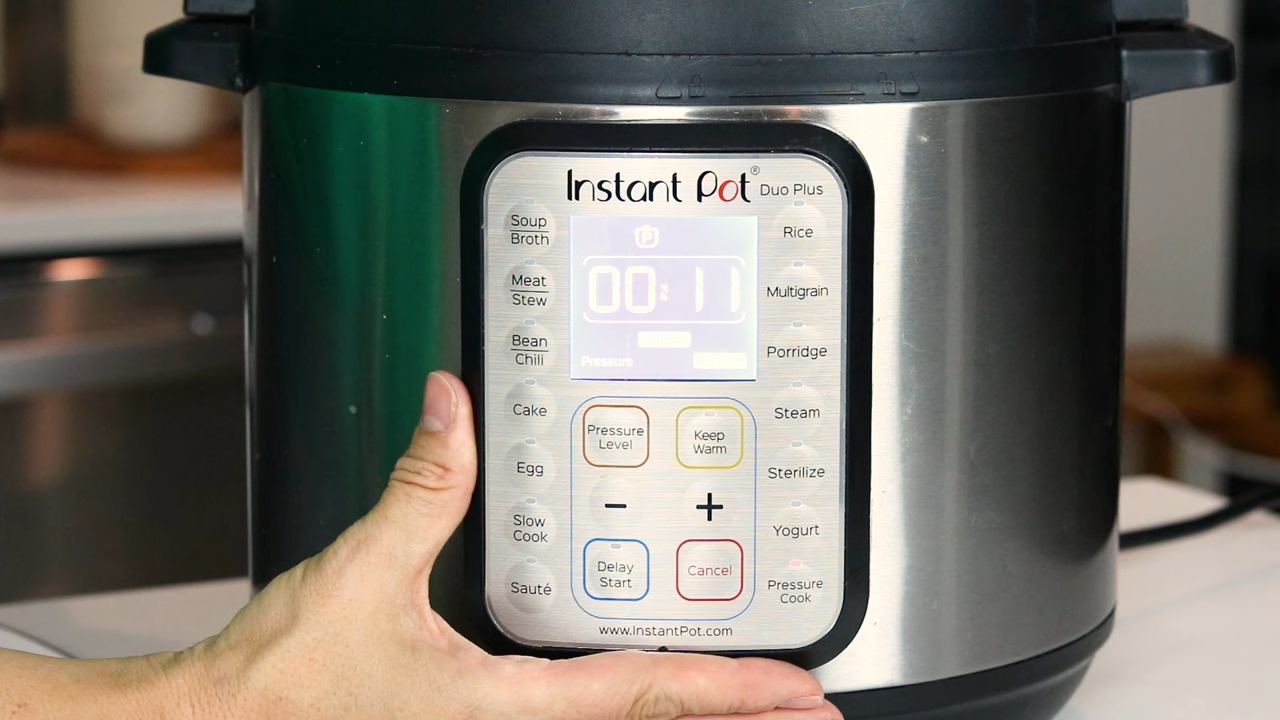 Instant Pot® Duo Plus
Soup
Broth
Meat
Stew
Bean
Chili
Cake
Egg
Slow
Cook
Sauté
P
00:11
Pressure
Pressure
Level
Keep
Warm
−
+
Delay
Start
Cancel
Rice
Multigrain
Porridge
Steam
Sterilize
Yogurt
Pressure
Cook
www.InstantPot.com